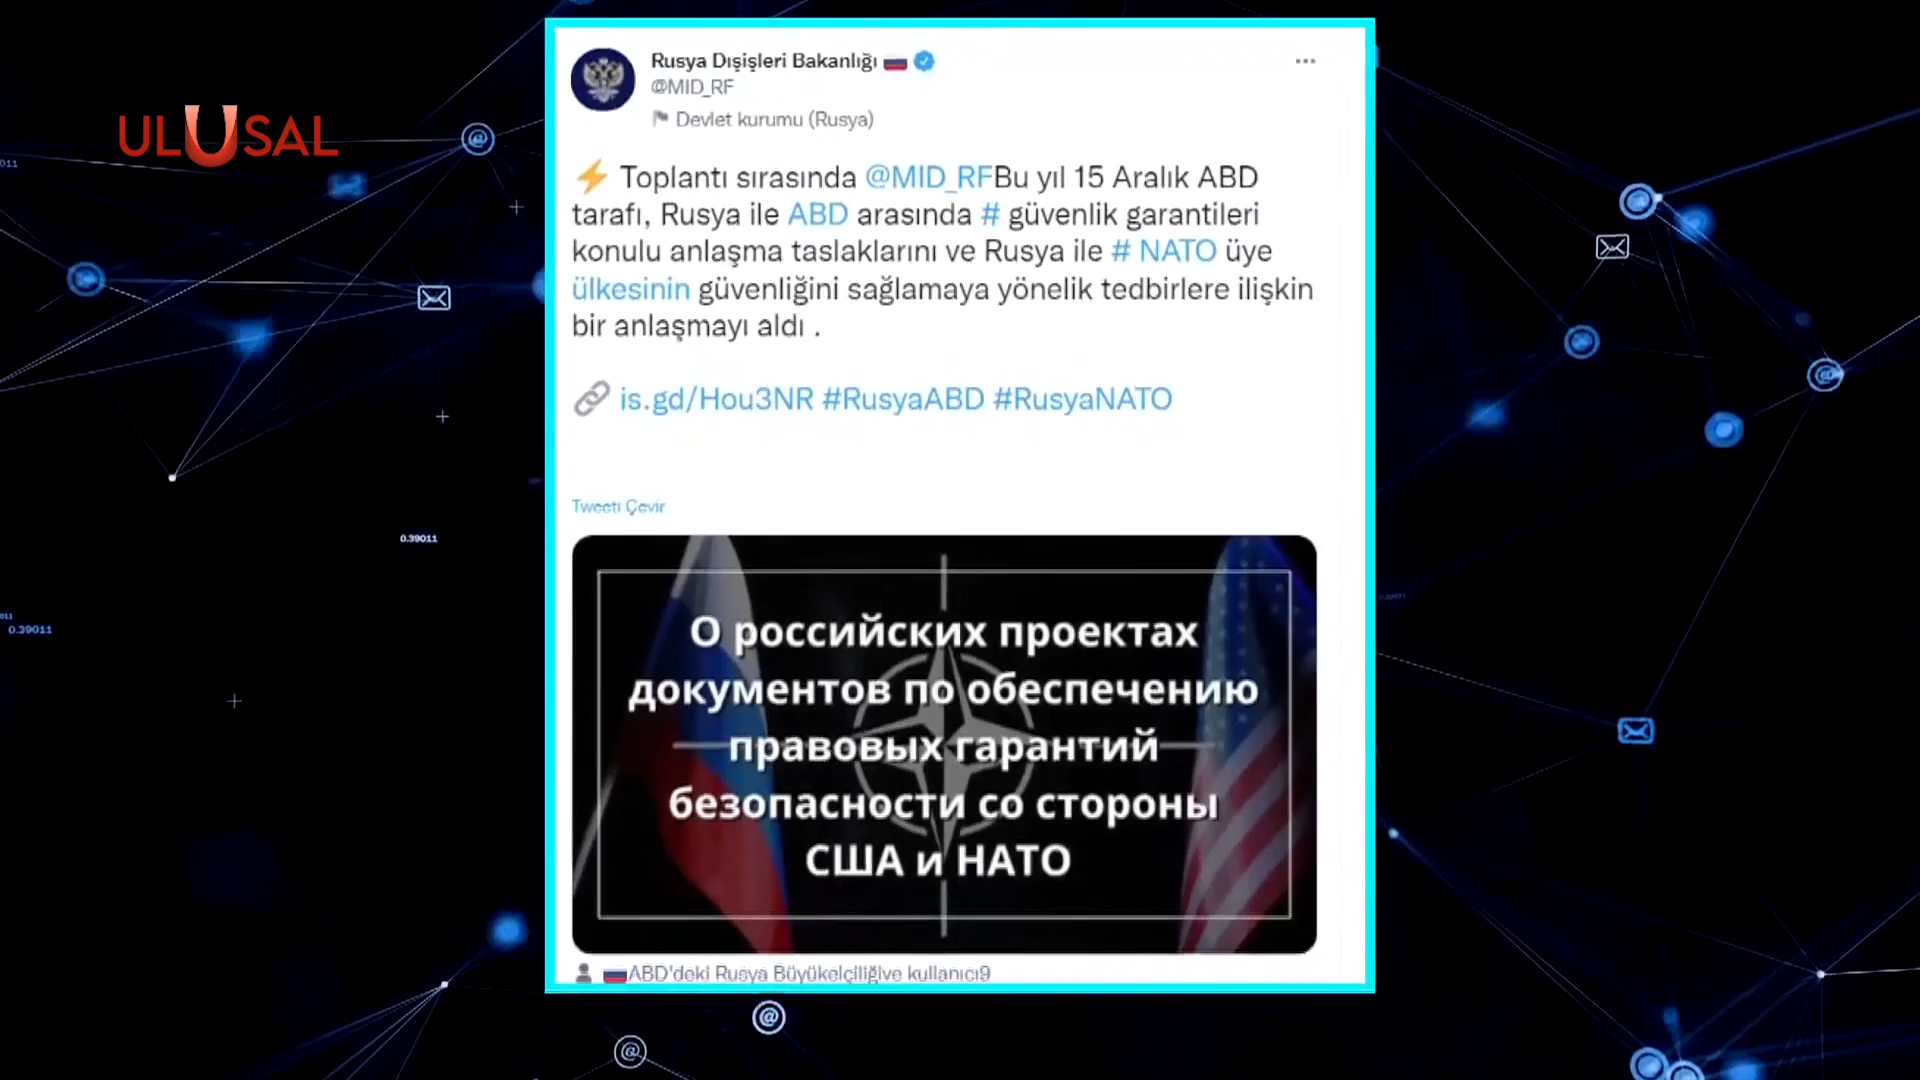 ULUSAL
Rusya Dışişleri Bakanlığı
@MID_RF
Devlet kurumu (Rusya)
Toplantı sırasında @MID_RFBu yıl 15 Aralık ABD
tarafı, Rusya ile ABD arasında # güvenlik garantileri
konulu anlaşma taslaklarını ve Rusya ile # NATO üye
ülkesinin güvenliğini sağlamaya yönelik tedbirlere ilişkin
bir anlaşmayı aldı .
is.gd/Hou3NR #RusyaABD #RusyaNATO
Tweeti Çevir
О российских проектах
документов по обеспечению
правовых гарантий
безопасности со стороны
США и НАТО
ABD'deki Rusya Büyükelçiliğive kullanıcı9
0.39011
0.39011